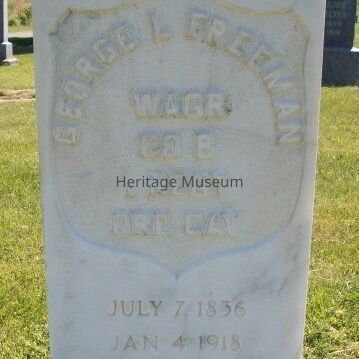 GEORGE L FREEMAN
WAGR
CO B
Heritage Museum
ORE CAV
JULY 7, 1836
JAN 4 1918